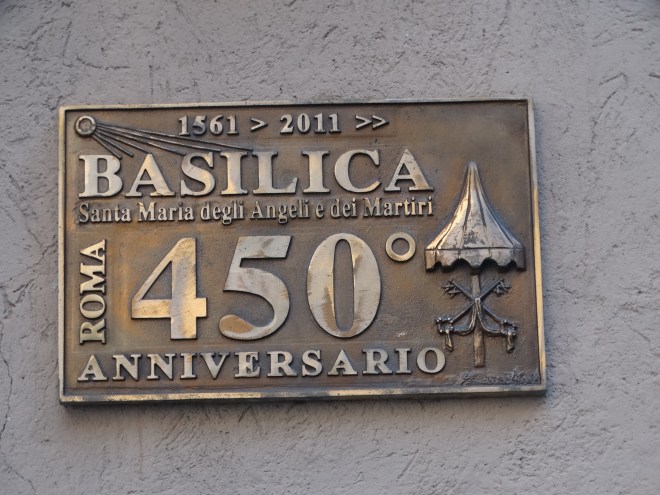 1561 > 2011 >>
BASILICA
Santa Maria degli Angeli e dei Martiri
ROMA
450°
ANNIVERSARIO